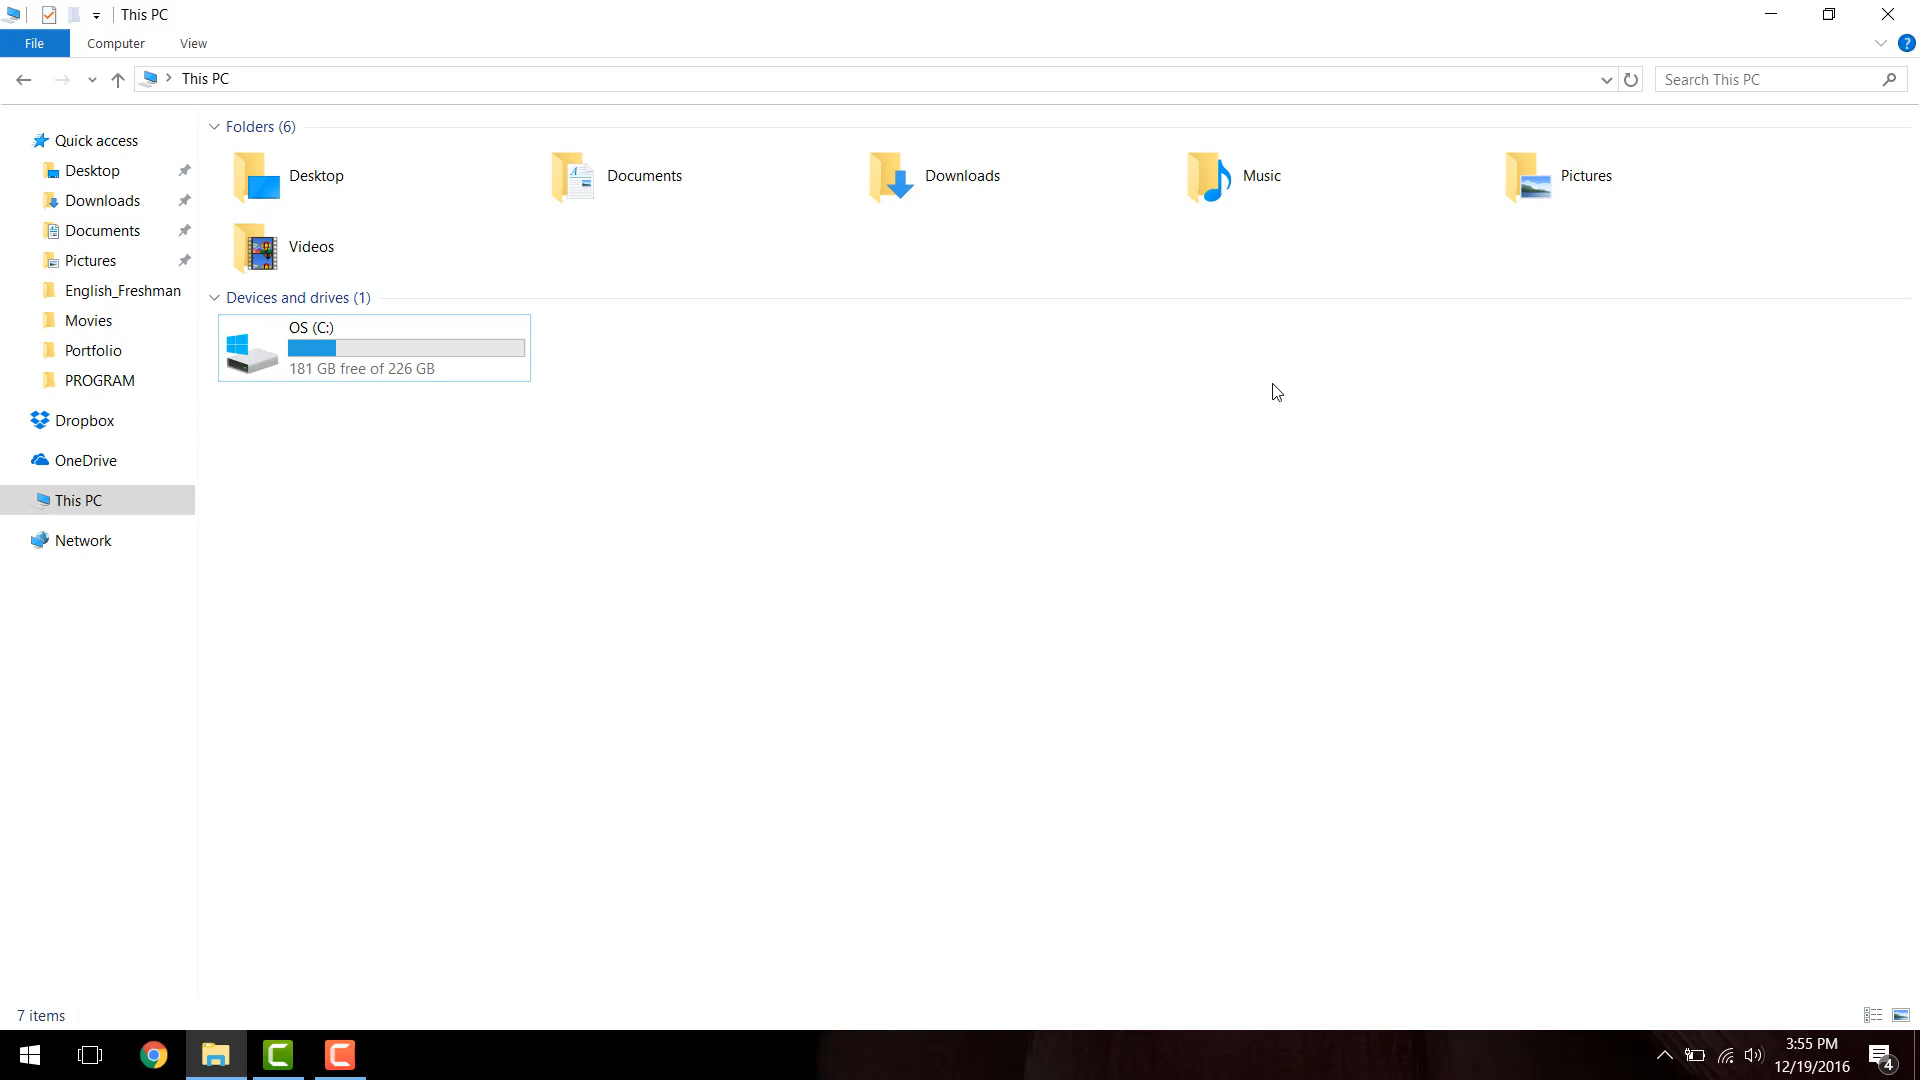 This PC
File Computer View
This PC
Search This PC
Quick access
Desktop
Downloads
Documents
Pictures
English_Freshman
Movies
Portfolio
PROGRAM
Dropbox
OneDrive
This PC
Network
Folders (6)
Desktop
Documents
Downloads
Music
Pictures
Videos
Devices and drives (1)
OS (C:)
181 GB free of 226 GB
7 items
3:55 PM
12/19/2016
4